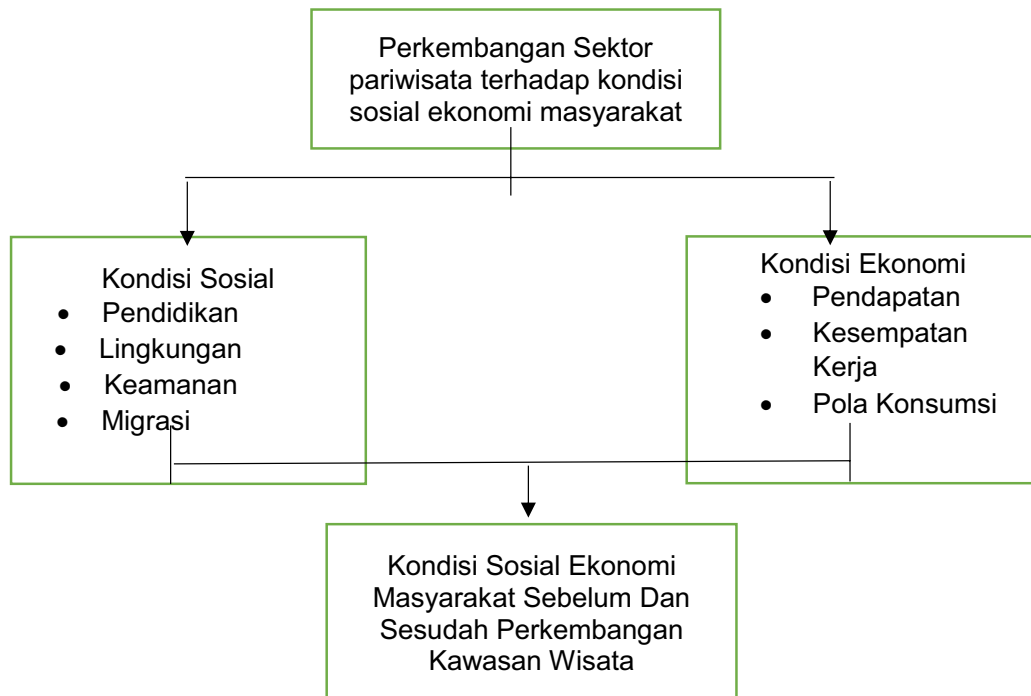 Perkembangan Sektor
pariwisata terhadap kondisi
sosial ekonomi masyarakat
Kondisi Sosial
• Pendidikan
• Lingkungan
• Keamanan
• Migrasi
Kondisi Ekonomi
• Pendapatan
• Kesempatan
Kerja
• Pola Konsumsi
Kondisi Sosial Ekonomi
Masyarakat Sebelum Dan
Sesudah Perkembangan
Kawasan Wisata